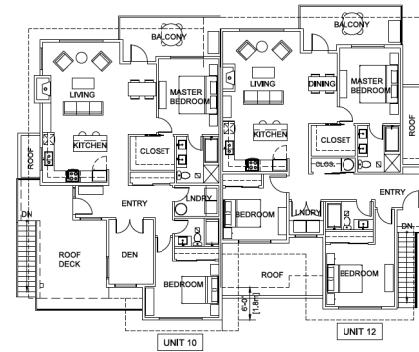 BALCONY
LIVING
MASTER
BEDROOM
KITCHEN
CLOSET
ROOF
DN
ENTRY
LNDRY
ROOF
DECK
DEN
BEDROOM
UNIT 10
BALCONY
LIVING
DINING
MASTER
BEDROOM
KITCHEN
CLOSET
CLOS.
ROOF
ENTRY
BEDROOM
LNDRY
DN
ROOF
BEDROOM
6'-0"
[1.8m]
UNIT 12